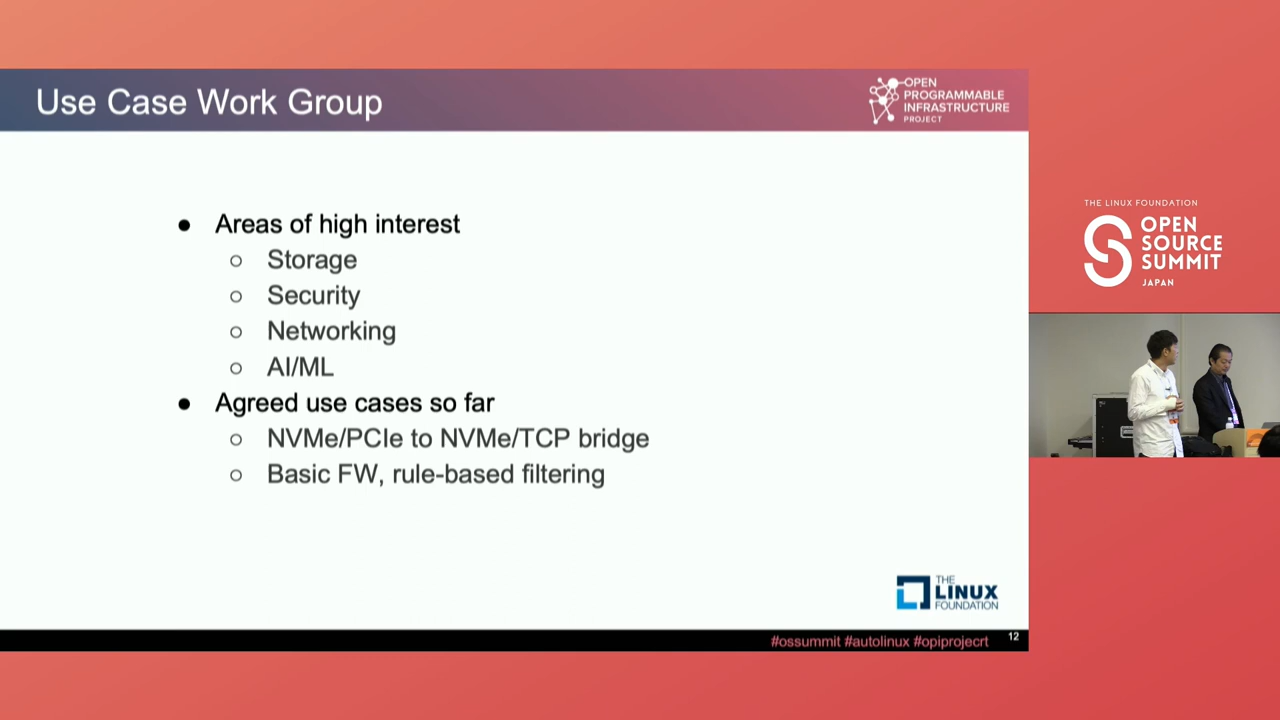 Use Case Work Group
OPEN
PROGRAMMABLE
INFRASTRUCTURE
PROJECT
● Areas of high interest
○ Storage
○ Security
○ Networking
○ AI/ML
● Agreed use cases so far
○ NVMe/PCIe to NVMe/TCP bridge
○ Basic FW, rule-based filtering
THE
LINUX
FOUNDATION
#ossummit #autolinux #opiprojecrt 12
THE LINUX FOUNDATION
OPEN
SOURCE
SUMMIT
JAPAN